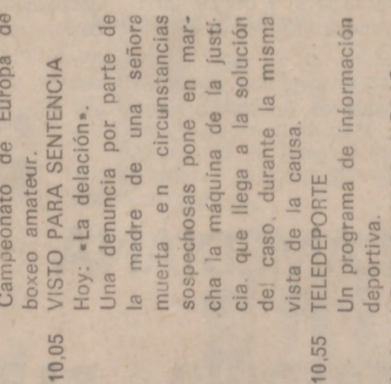 Campeonato de Europa de
boxeo amateur.
10,05 VISTO PARA SENTENCIA
Hoy: «La delación».
Una denuncia por parte de
la madre de una señora
muerta en circunstancias
sospechosas pone en mar-
cha la máquina de la justi-
cia, que llega a la solución
del caso, durante la misma
vista de la causa.
10,55 TELEDEPORTE
Un programa de información
deportiva.